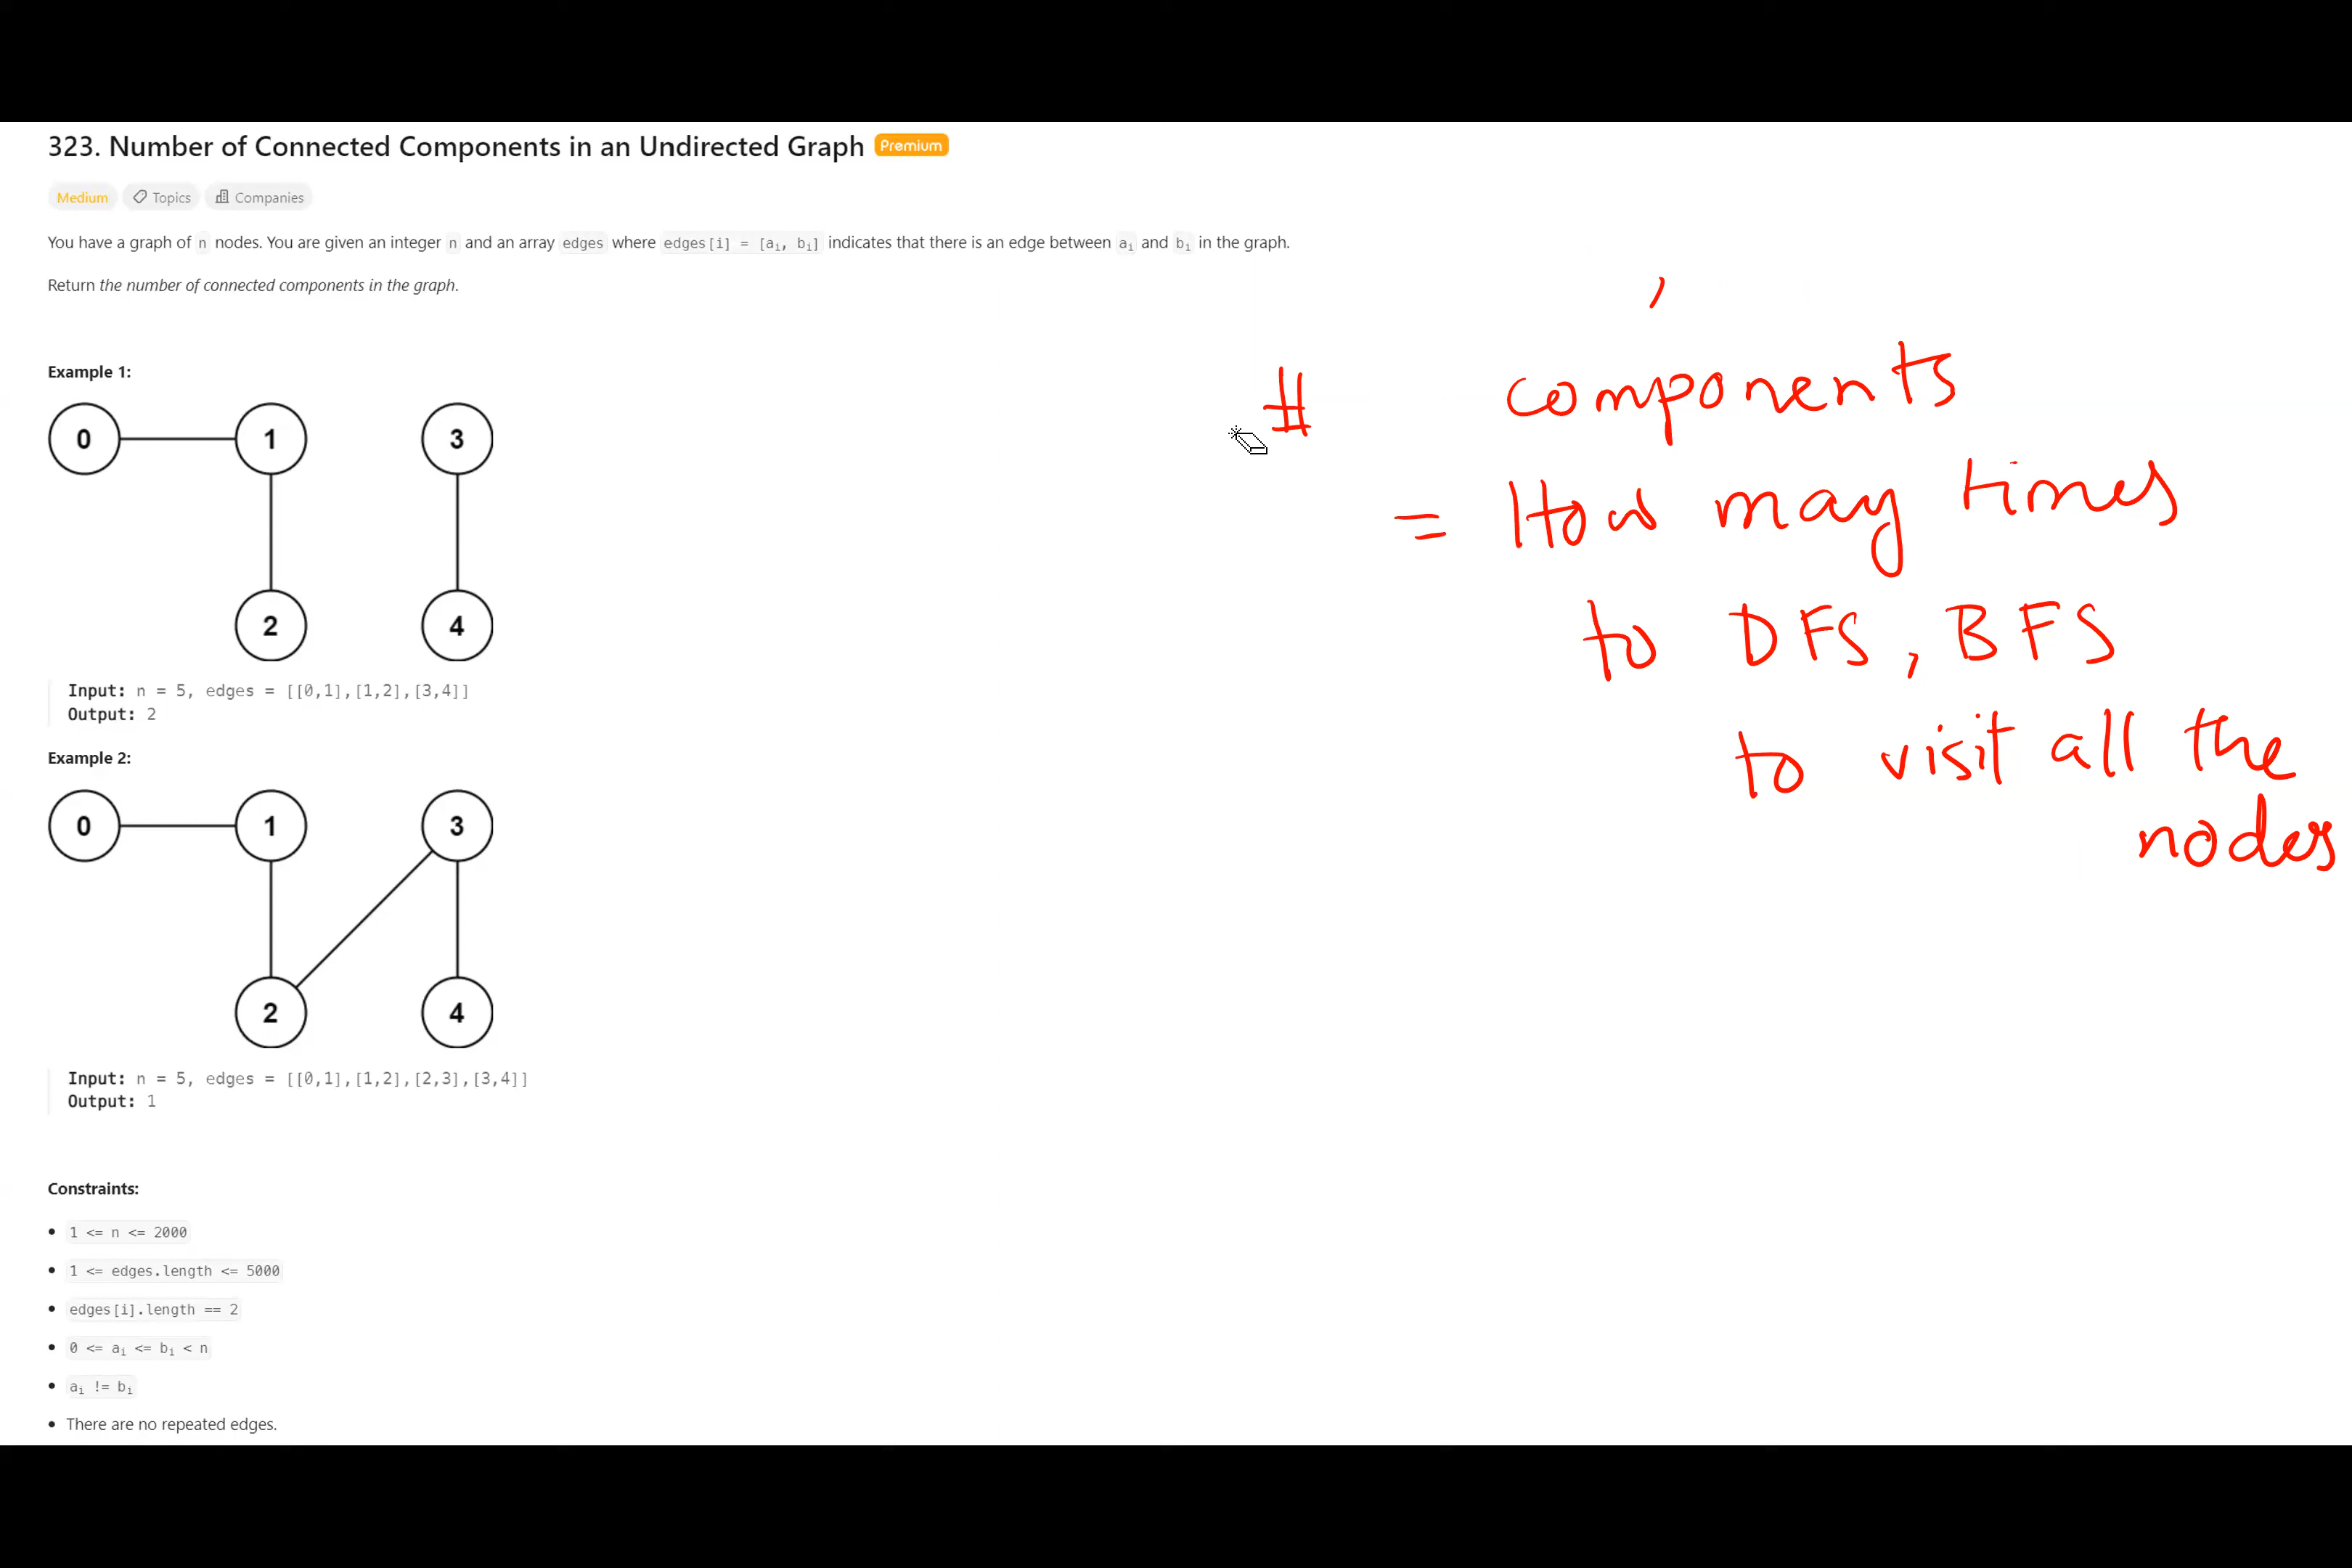 323. Number of Connected Components in an Undirected Graph Premium
Medium Topics Companies
You have a graph of n nodes. You are given an integer n and an array edges where edges[i] = [ai, bi] indicates that there is an edge between ai and bi in the graph.
Return the number of connected components in the graph.
Example 1:
0 1 3
2 4
Input: n = 5, edges = [[0,1],[1,2],[3,4]]
Output: 2
Example 2:
0 1 3
2 4
Input: n = 5, edges = [[0,1],[1,2],[2,3],[3,4]]
Output: 1
Constraints:
• 1 <= n <= 2000
• 1 <= edges.length <= 5000
• edges[i].length == 2
• 0 <= ai <= bi < n
• ai != bi
• There are no repeated edges.
# components
= How may times
to DFS, BFS
to visit all the
nodes